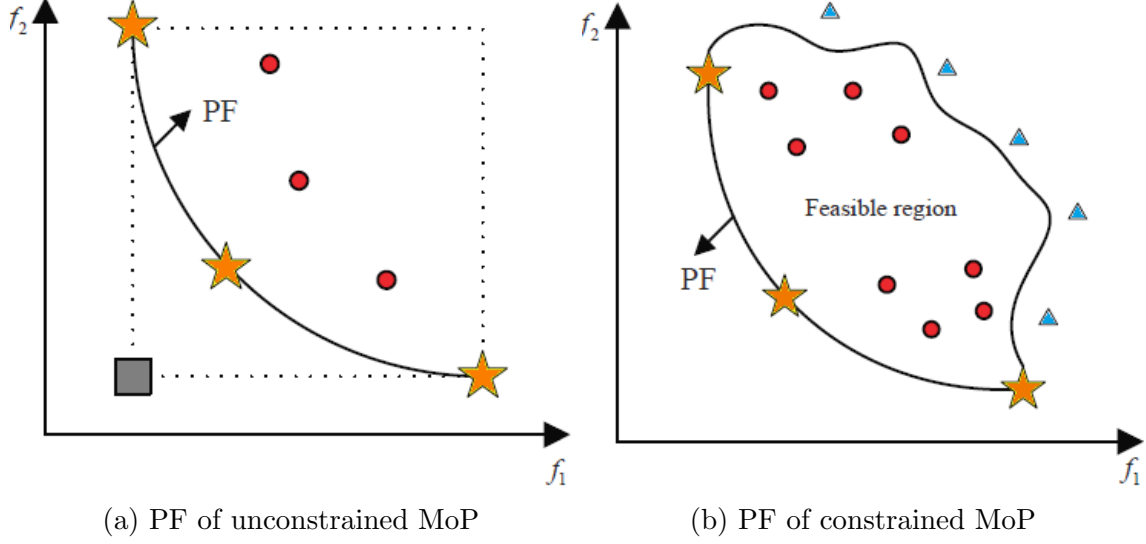 f2
PF
f1
(a) PF of unconstrained MoP
f2
Feasible region
PF
f1
(b) PF of constrained MoP